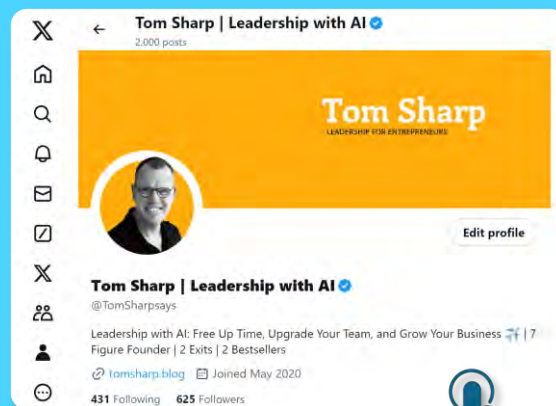 Tom Sharp | Leadership with AI
2,000 posts
Tom Sharp
LEADERSHIP FOR ENTREPRENEURS
Edit profile
Tom Sharp | Leadership with AI
@TomSharpsays
Leadership with AI: Free Up Time, Upgrade Your Team, and Grow Your Business | 7
Figure Founder | 2 Exits | 2 Bestsellers
tomsharp.blog Joined May 2020
431 Following 625 Followers